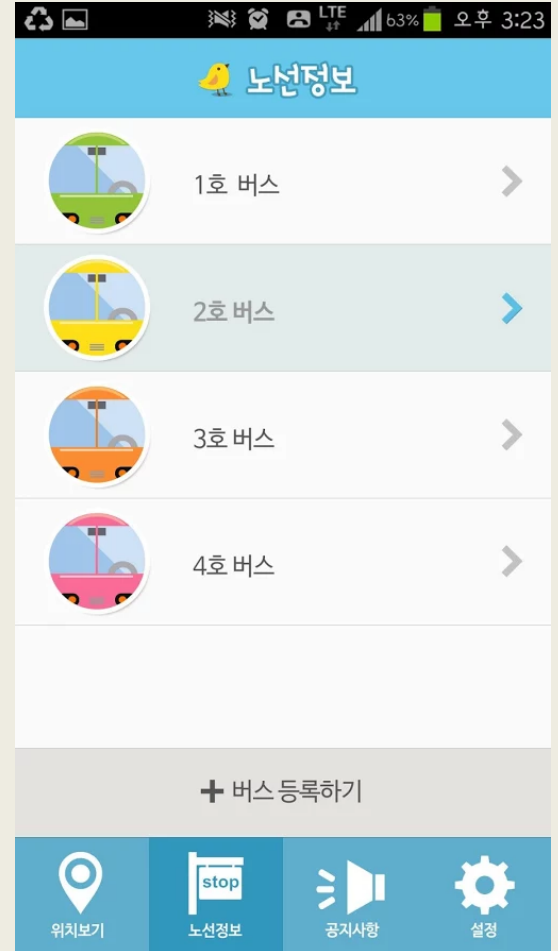 LTE 63% 오후 3:23
노선정보
1호 버스
2호 버스
3호 버스
4호 버스
+ 버스 등록하기
stop
위치보기 노선정보 공지사항 설정